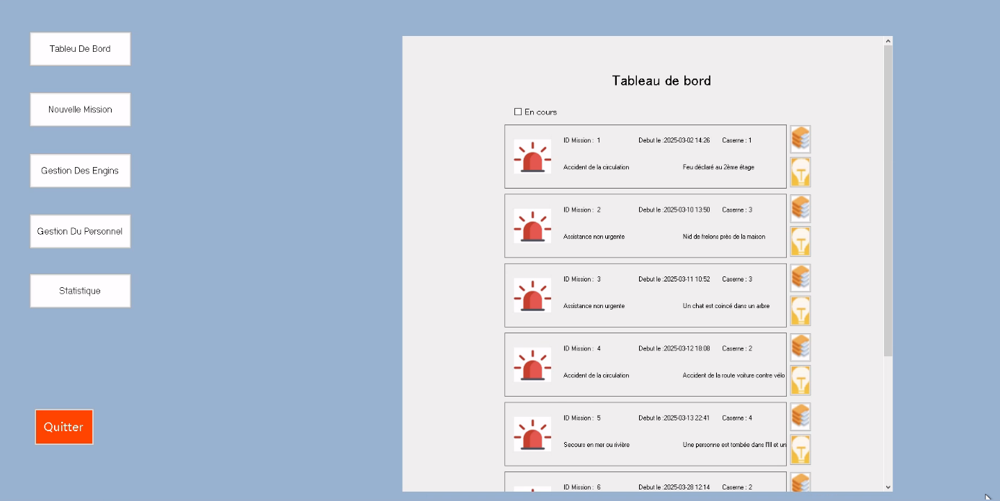 Tableu De Bord
Nouvelle Mission
Gestion Des Engins
Gestion Du Personnel
Statistique
Quitter
Tableau de bord
En cours
ID Mission : 1 Debut le :2025-03-02 14:26 Caserne : 1
Accident de la circulation Feu déclaré au 2ème étage
ID Mission : 2 Debut le :2025-03-10 13:50 Caserne : 3
Assistance non urgente Nid de frelons près de la maison
ID Mission : 3 Debut le :2025-03-11 10:52 Caserne : 3
Assistance non urgente Un chat est coincé dans un arbre
ID Mission : 4 Debut le :2025-03-12 18:08 Caserne : 2
Accident de la circulation Accident de la route voiture contre vélo
ID Mission : 5 Debut le :2025-03-13 22:41 Caserne : 4
Secours en mer ou rivière Une personne est tombée dans l'Ill et un
ID Mission : 6 Debut le :2025-03-28 12:14 Caserne : 2